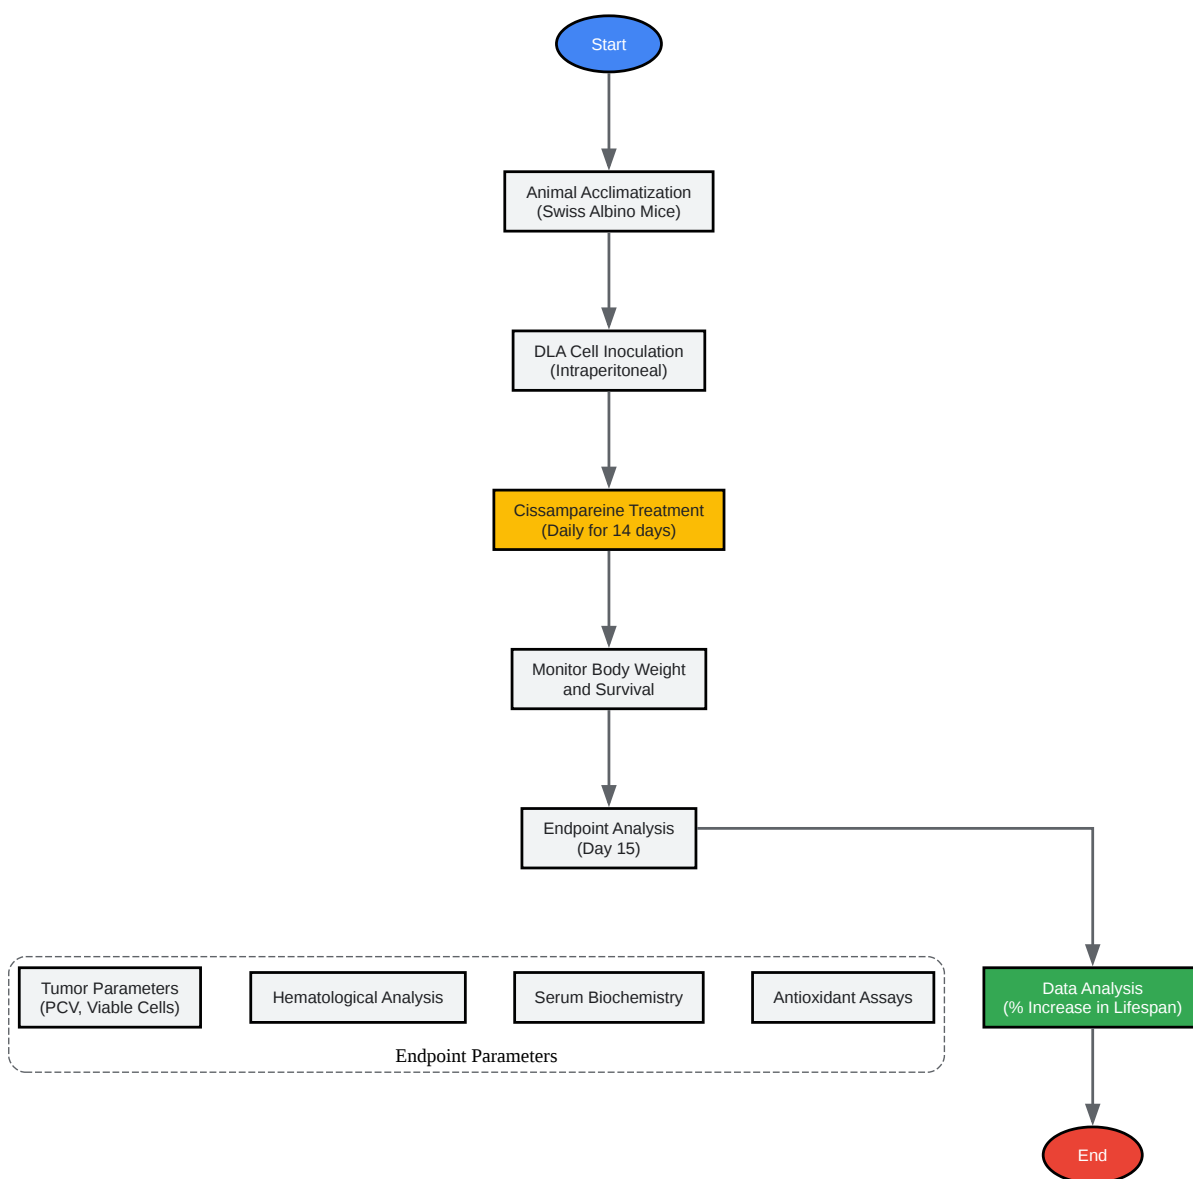 Start
Animal Acclimatization
(Swiss Albino Mice)
DLA Cell Inoculation
(Intraperitoneal)
Cissampareine Treatment
(Daily for 14 days)
Monitor Body Weight
and Survival
Endpoint Analysis
(Day 15)
Tumor Parameters
(PCV, Viable Cells)
Hematological Analysis
Serum Biochemistry
Antioxidant Assays
Endpoint Parameters
Data Analysis
(% Increase in Lifespan)
End